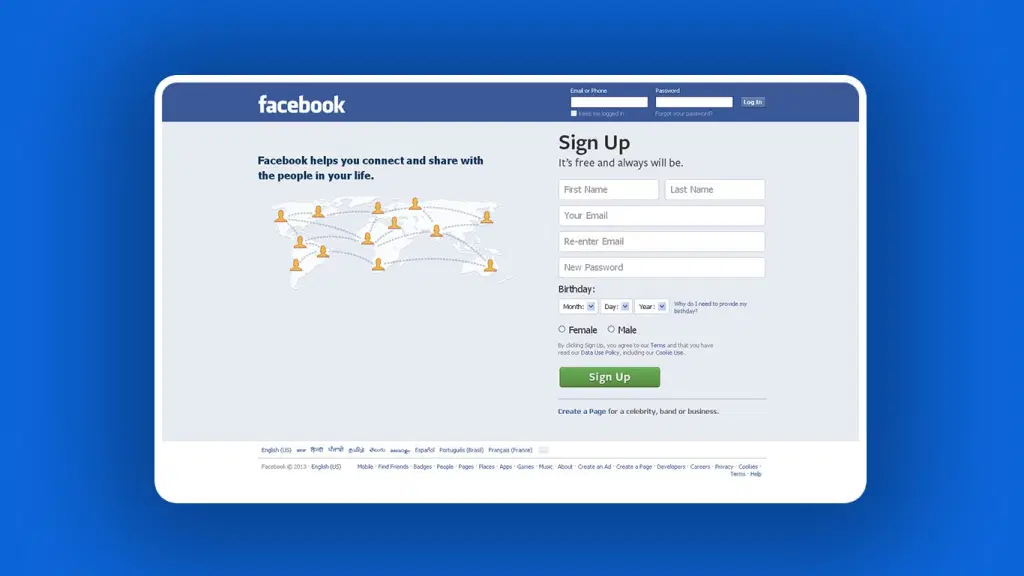 facebook
Email or Phone
Password
Log In
Keep me logged in
Forgot your password?
Facebook helps you connect and share with
the people in your life.
Sign Up
It's free and always will be.
First Name
Last Name
Your Email
Re-enter Email
New Password
Birthday:
Month:
Day:
Year:
Why do I need to provide my
birthday?
Female
Male
By clicking Sign Up, you agree to our Terms and that you have
read our Data Use Policy, including our Cookie Use.
Sign Up
Create a Page for a celebrity, band or business.
English (US) हिन्दी ਪੰਜਾਬੀ தமிழ் తెలుగు Español Português (Brasil) Français (France)
Facebook © 2013 · English (US)
Mobile · Find Friends · Badges · People · Pages · Places · Apps · Games · Music · About · Create an Ad · Create a Page · Developers · Careers · Privacy · Cookies ·
Terms · Help